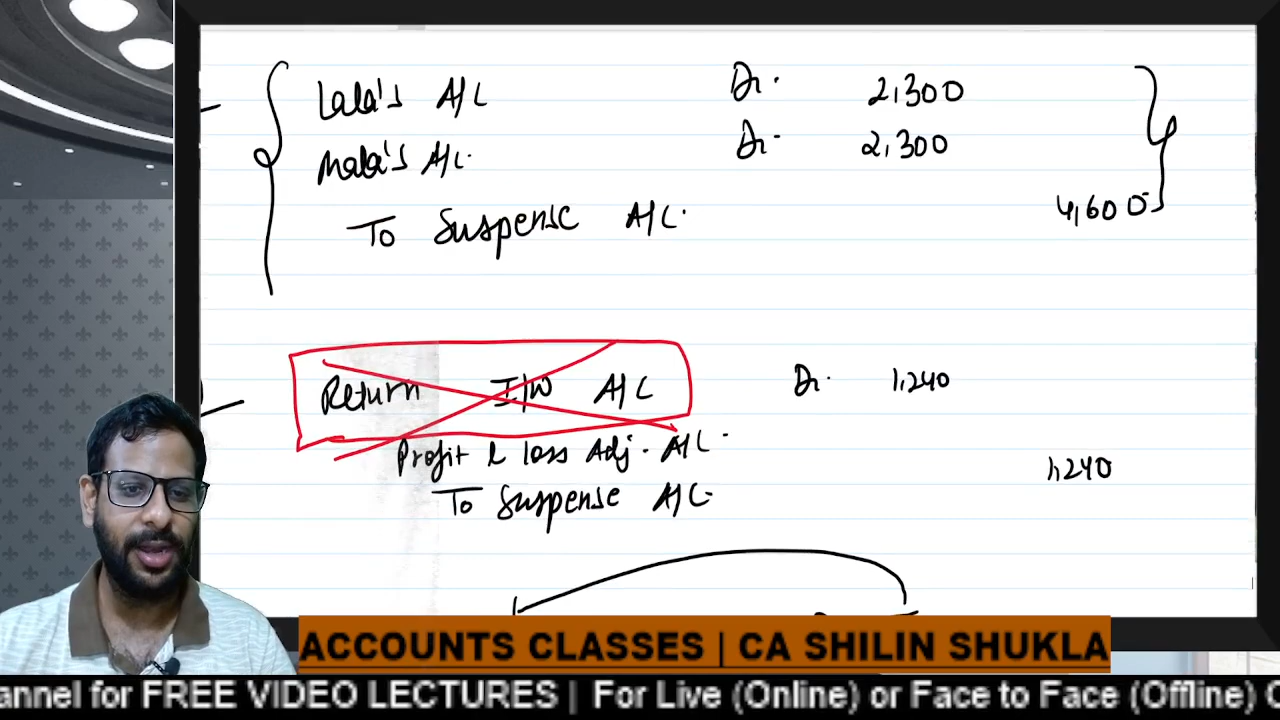 Lala's A/C Dr. 2,300
Mala's A/C. Dr. 2,300
To Suspense A/C. 4,600
Return I/W A/C Dr. 1,240
Profit & loss Adj. A/C.
1,240
To Suspense A/C.
ACCOUNTS CLASSES | CA SHILIN SHUKLA
annel for FREE VIDEO LECTURES | For Live (Online) or Face to Face (Offline) C